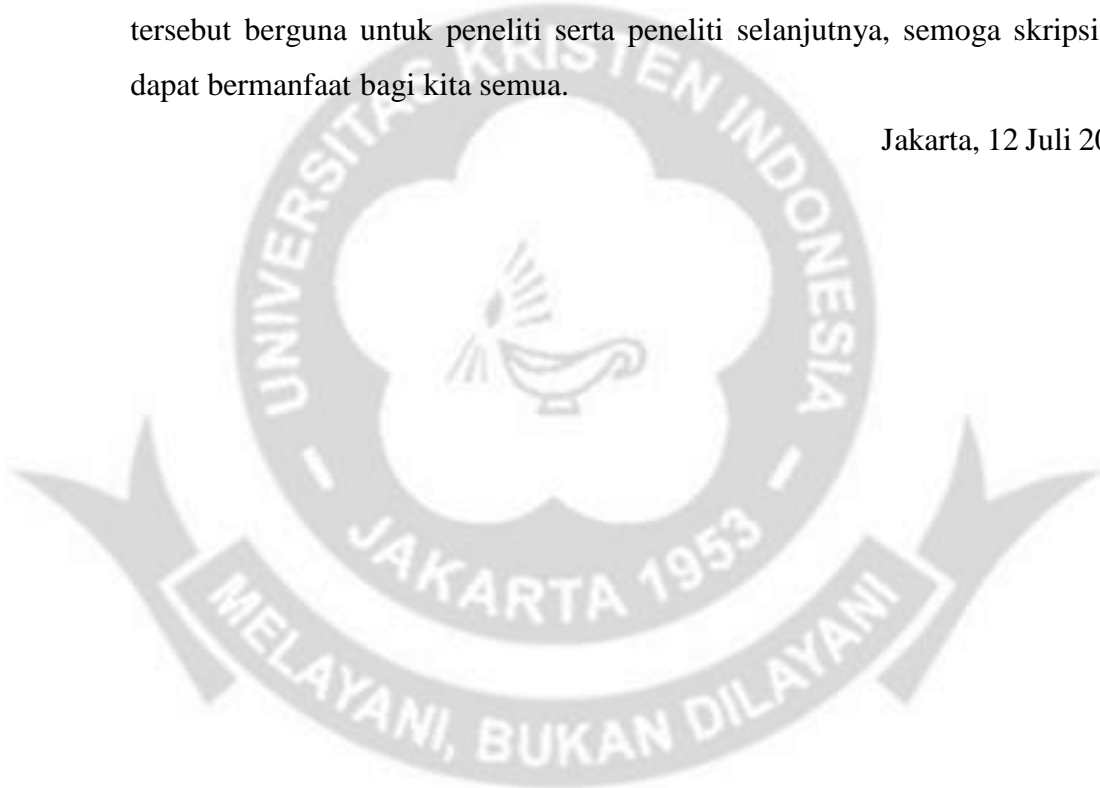 tersebut berguna untuk peneliti serta peneliti selanjutnya, semoga skripsi
dapat bermanfaat bagi kita semua.
Jakarta, 12 Juli 20
UNIVERSITAS KRISTEN INDONESIA
- JAKARTA 1953 -
MELAYANI, BUKAN DILAYANI